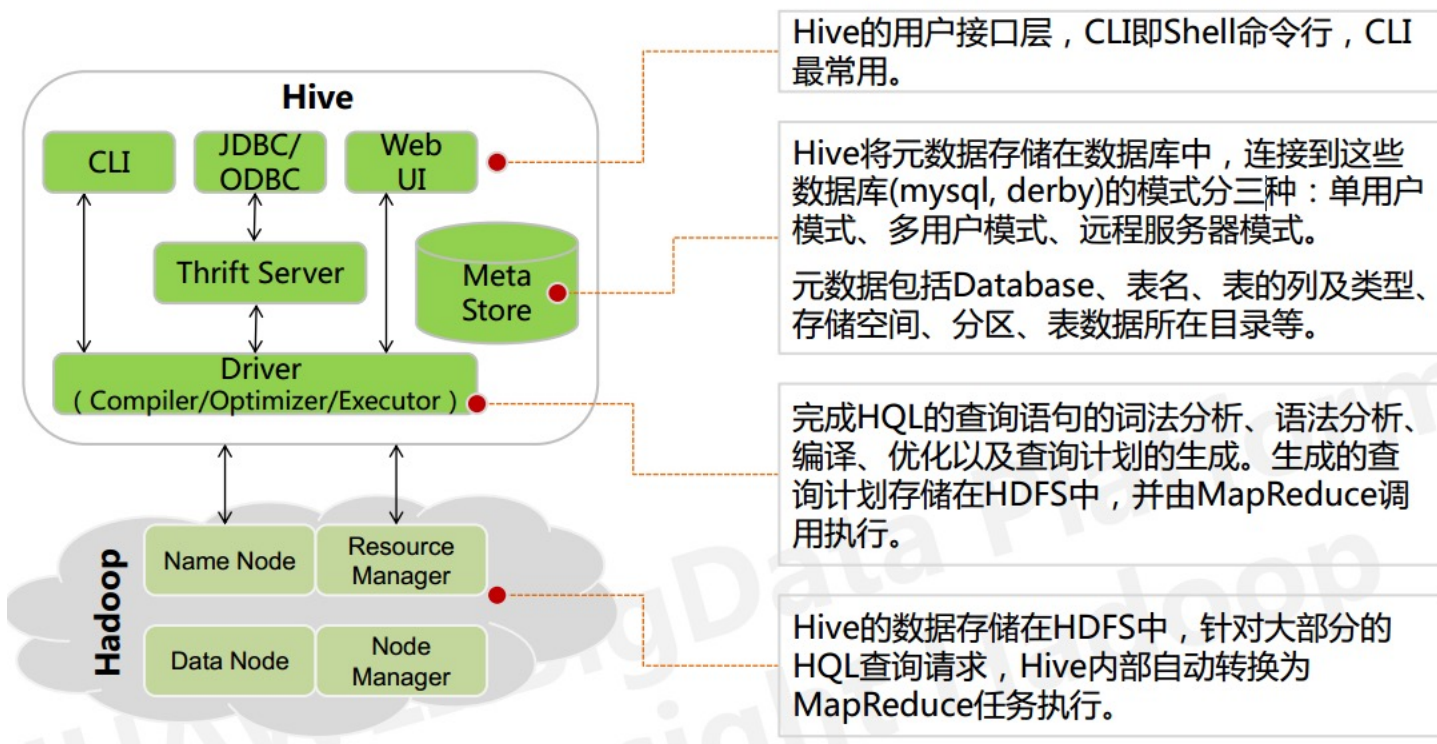 Hive
CLI
JDBC/
ODBC
Web
UI
Thrift Server
Meta
Store
Driver
（Compiler/Optimizer/Executor）
Hadoop
Name Node
Resource
Manager
Data Node
Node
Manager
Hive的用户接口层，CLI即Shell命令行，CLI
最常用。
Hive将元数据存储在数据库中，连接到这些
数据库(mysql, derby)的模式分三种：单用户
模式、多用户模式、远程服务器模式。
元数据包括Database、表名、表的列及类型、
存储空间、分区、表数据所在目录等。
完成HQL的查询语句的词法分析、语法分析、
编译、优化以及查询计划的生成。生成的查
询计划存储在HDFS中，并由MapReduce调
用执行。
Hive的数据存储在HDFS中，针对大部分的
HQL查询请求，Hive内部自动转换为
MapReduce任务执行。
BigData Platform
Hadoop